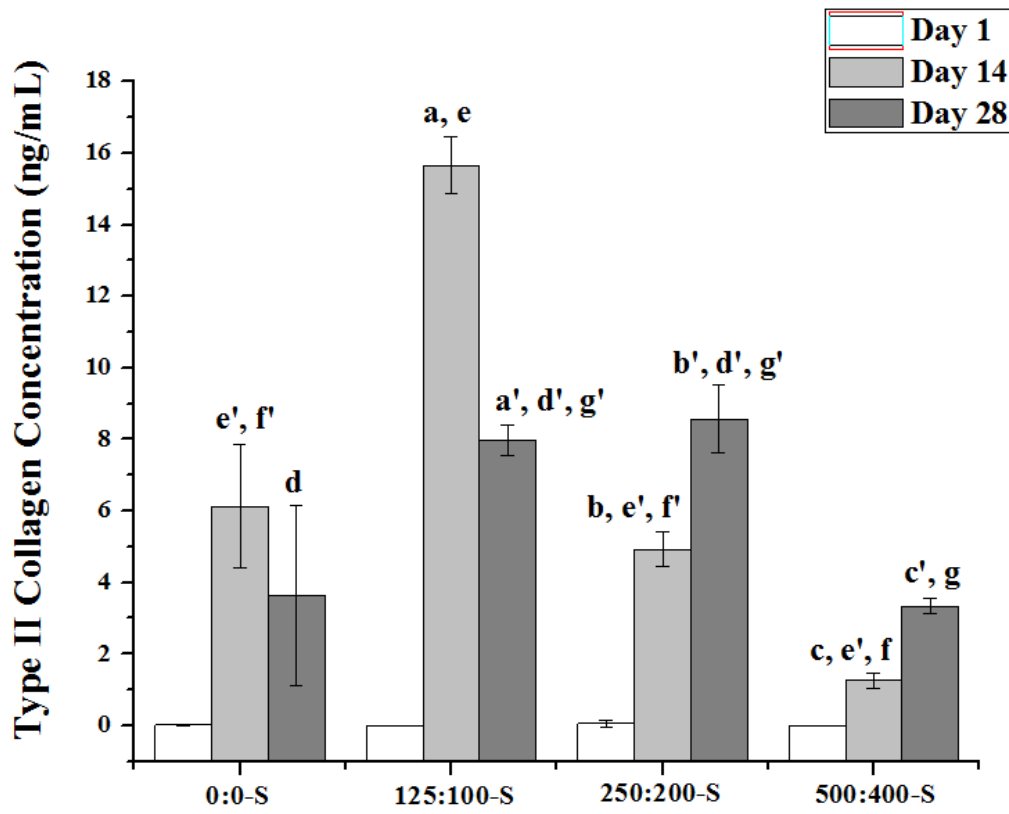 Day 1
Day 14
Day 28
Type II Collagen Concentration (ng/mL)
18
16
14
12
10
8
6
4
2
0
a, e
e', f'
d
a', d', g'
b, e', f'
b', d', g'
c, e', f
c', g
0:0-S
125:100-S
250:200-S
500:400-S